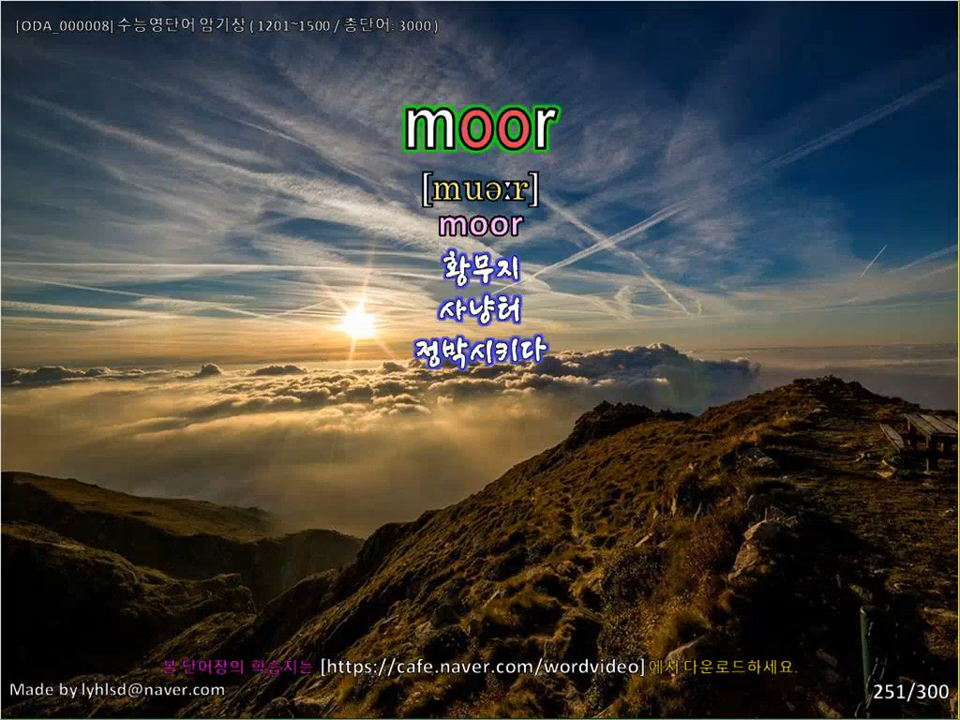 [ODA_000008] 수능영단어 암기장 ( 1201~1500 / 총단어: 3000 )
moor
[muəːr]
moor
황무지
사냥터
정박시키다
본 단어장의 학습지는 [https://cafe.naver.com/wordvideo] 에서 다운로드하세요.
Made by lyhlsd@naver.com
251/300